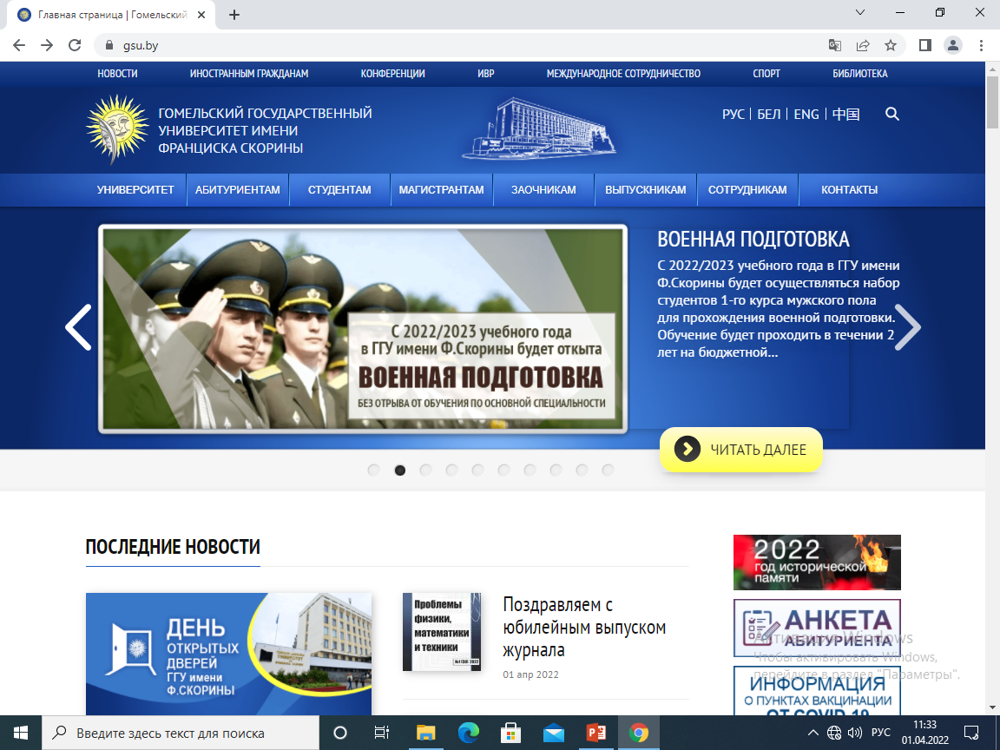 Главная страница | Гомельский
gsu.by
НОВОСТИ
ИНОСТРАННЫМ ГРАЖДАНАМ
КОНФЕРЕНЦИИ
ИВР
МЕЖДУНАРОДНОЕ СОТРУДНИЧЕСТВО
СПОРТ
БИБЛИОТЕКА
ГОМЕЛЬСКИЙ ГОСУДАРСТВЕННЫЙ
УНИВЕРСИТЕТ ИМЕНИ
ФРАНЦИСКА СКОРИНЫ
РУС | БЕЛ | ENG | 中国
УНИВЕРСИТЕТ
АБИТУРИЕНТАМ
СТУДЕНТАМ
МАГИСТРАНТАМ
ЗАОЧНИКАМ
ВЫПУСКНИКАМ
СОТРУДНИКАМ
КОНТАКТЫ
С 2022/2023 учебного года
в ГГУ имени Ф.Скорины будет открыта
ВОЕННАЯ ПОДГОТОВКА
БЕЗ ОТРЫВА ОТ ОБУЧЕНИЯ ПО ОСНОВНОЙ СПЕЦИАЛЬНОСТИ
ВОЕННАЯ ПОДГОТОВКА
С 2022/2023 учебного года в ГГУ имени
Ф.Скорины будет осуществляться набор
студентов 1-го курса мужского пола
для прохождения военной подготовки.
Обучение будет проходить в течении 2
лет на бюджетной...
ЧИТАТЬ ДАЛЕЕ
ПОСЛЕДНИЕ НОВОСТИ
ДЕНЬ
ОТКРЫТЫХ
ДВЕРЕЙ
ГГУ имени
Ф.СКОРИНЫ
Проблемы
физики,
математики
и техники
№1 (50) 2022
Поздравляем с
юбилейным выпуском
журнала
01 апр 2022
2022
год исторической
памяти
АНКЕТА
АБИТУРИЕНТА
ИНФОРМАЦИЯ
О ПУНКТАХ ВАКЦИНАЦИИ
ОТ COVID-19
Активация Windows
Чтобы активировать Windows,
перейдите в раздел "Параметры".
Введите здесь текст для поиска
РУС
11:33
01.04.2022